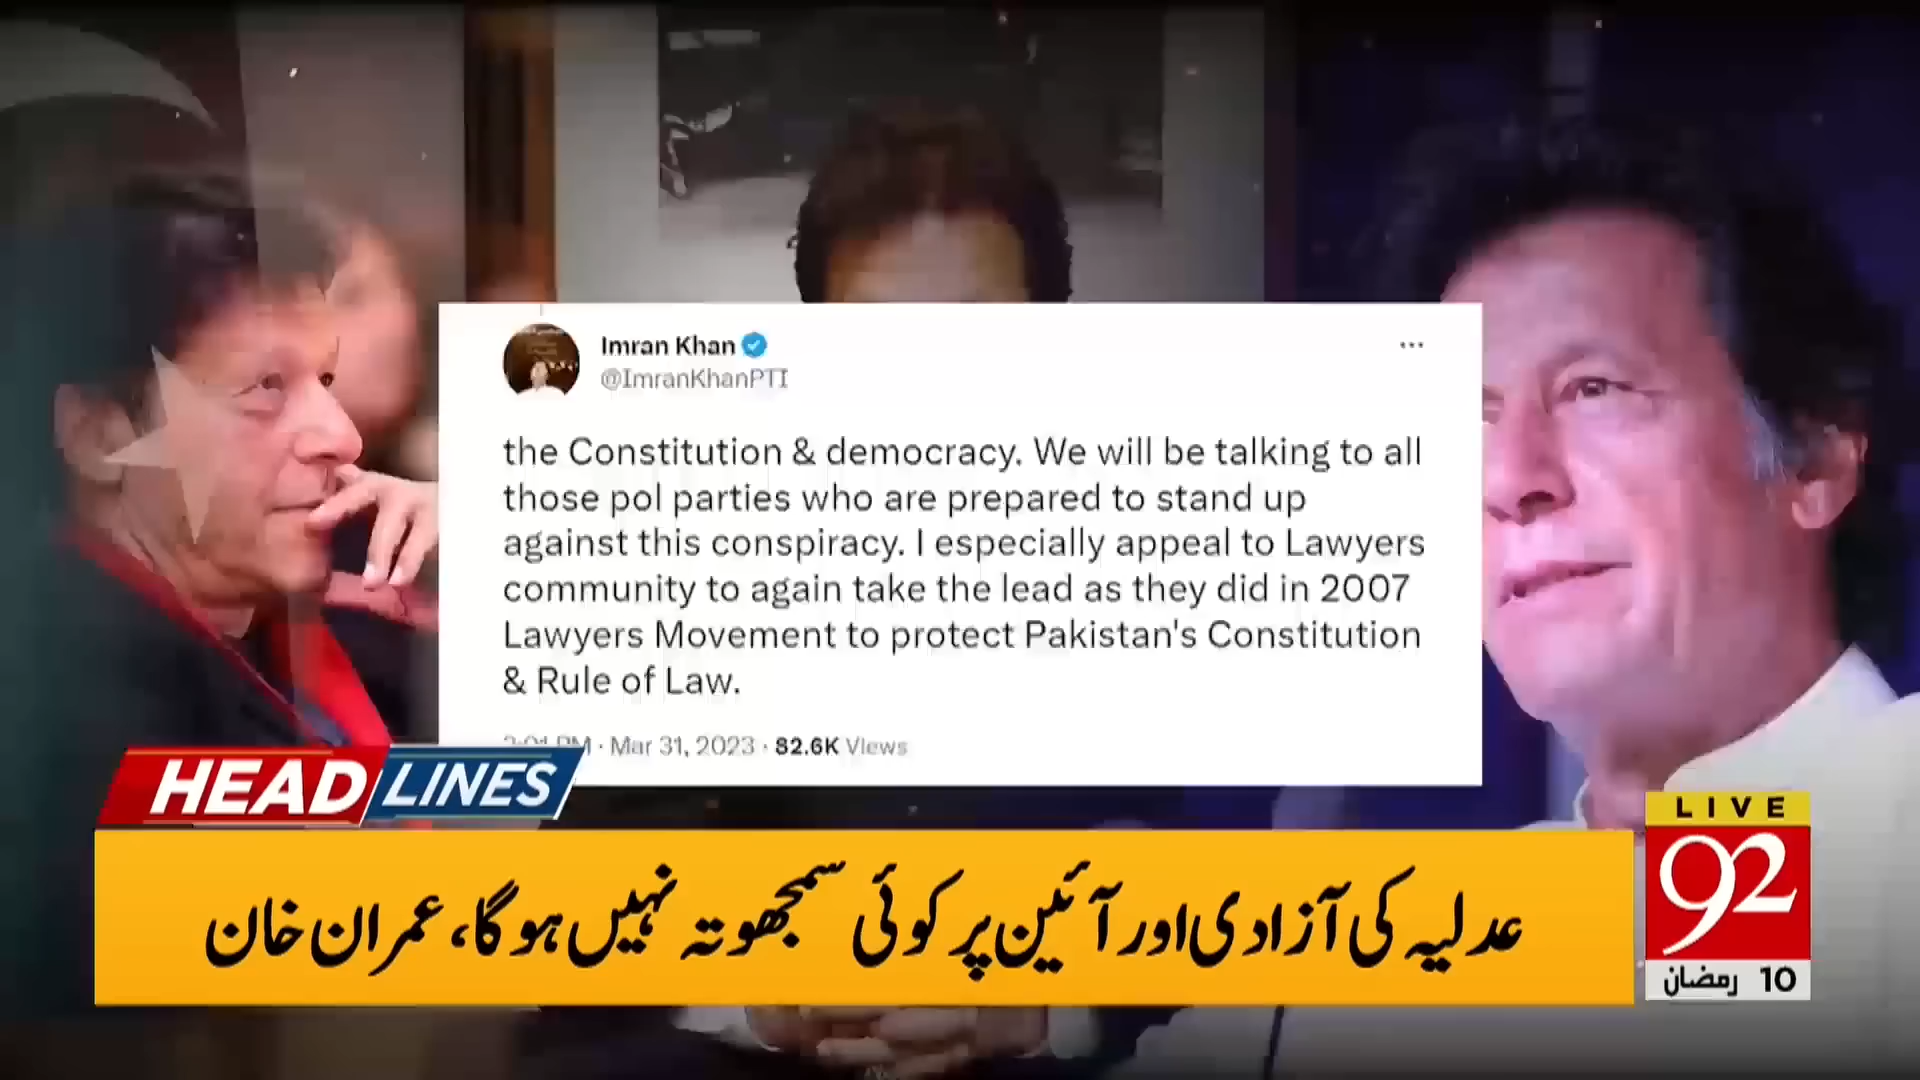 Imran Khan
@ImranKhanPTI
the Constitution & democracy. We will be talking to all
those pol parties who are prepared to stand up
against this conspiracy. I especially appeal to Lawyers
community to again take the lead as they did in 2007
Lawyers Movement to protect Pakistan's Constitution
& Rule of Law.
PM · Mar 31, 2023 · 82.6K Views
HEADLINES
عدلیہ کی آزادی اور آئین پر کوئی سمجھوتہ نہیں ہوگا، عمران خان
LIVE
92
10 رمضان